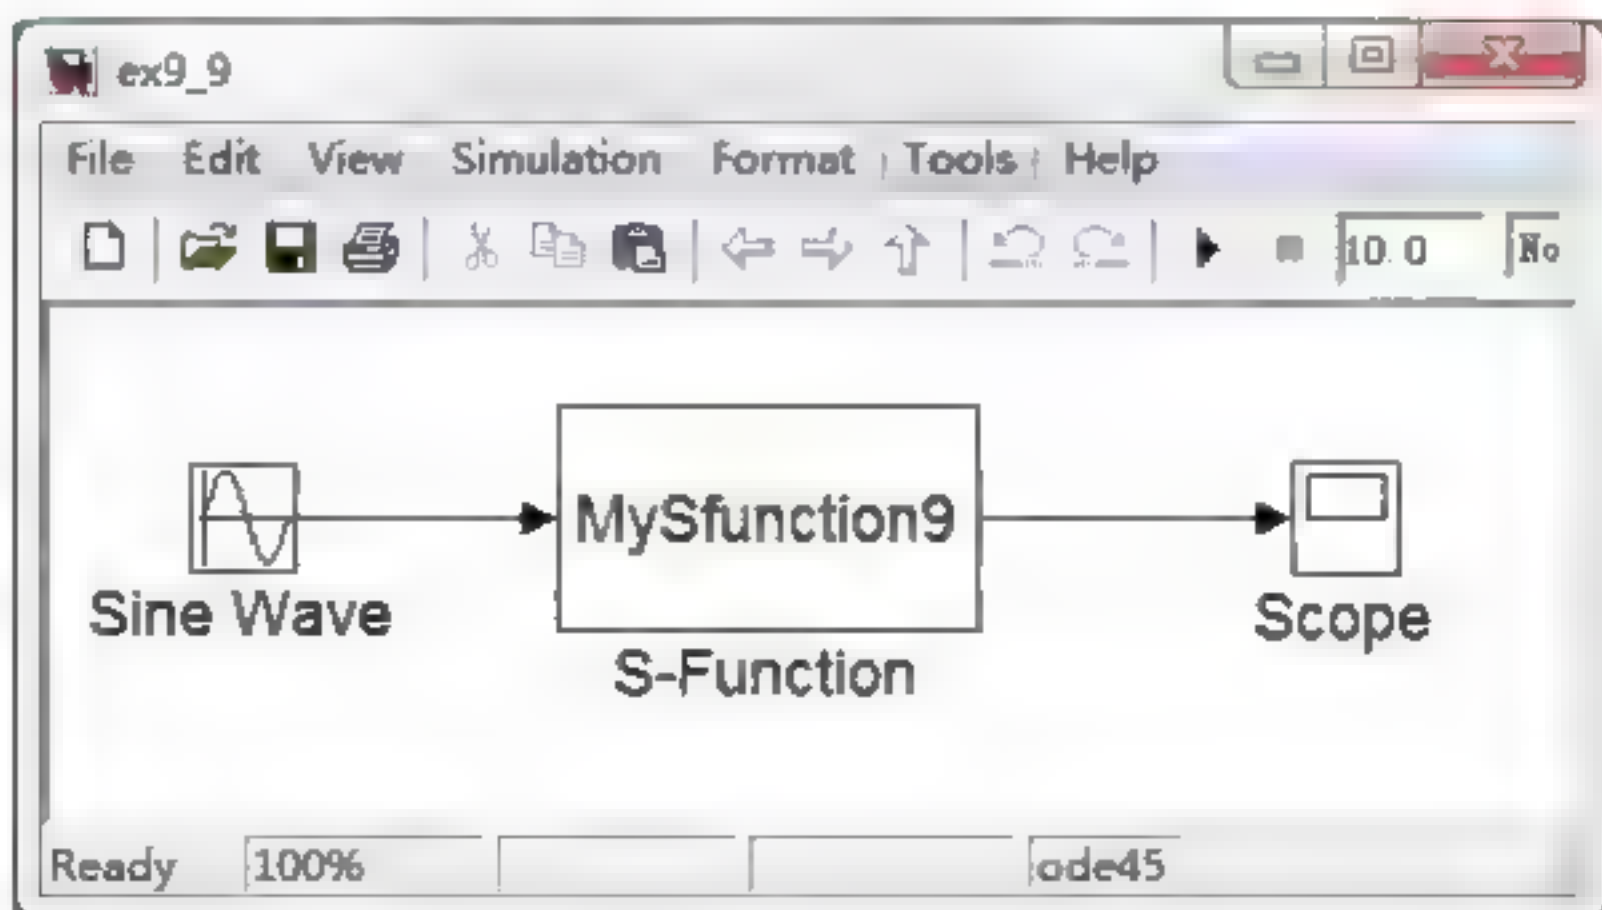 ex9_9
File Edit View Simulation Format Tools Help
10.0 No
MySfunction9
Sine Wave
Scope
S-Function
Ready 100% ode45